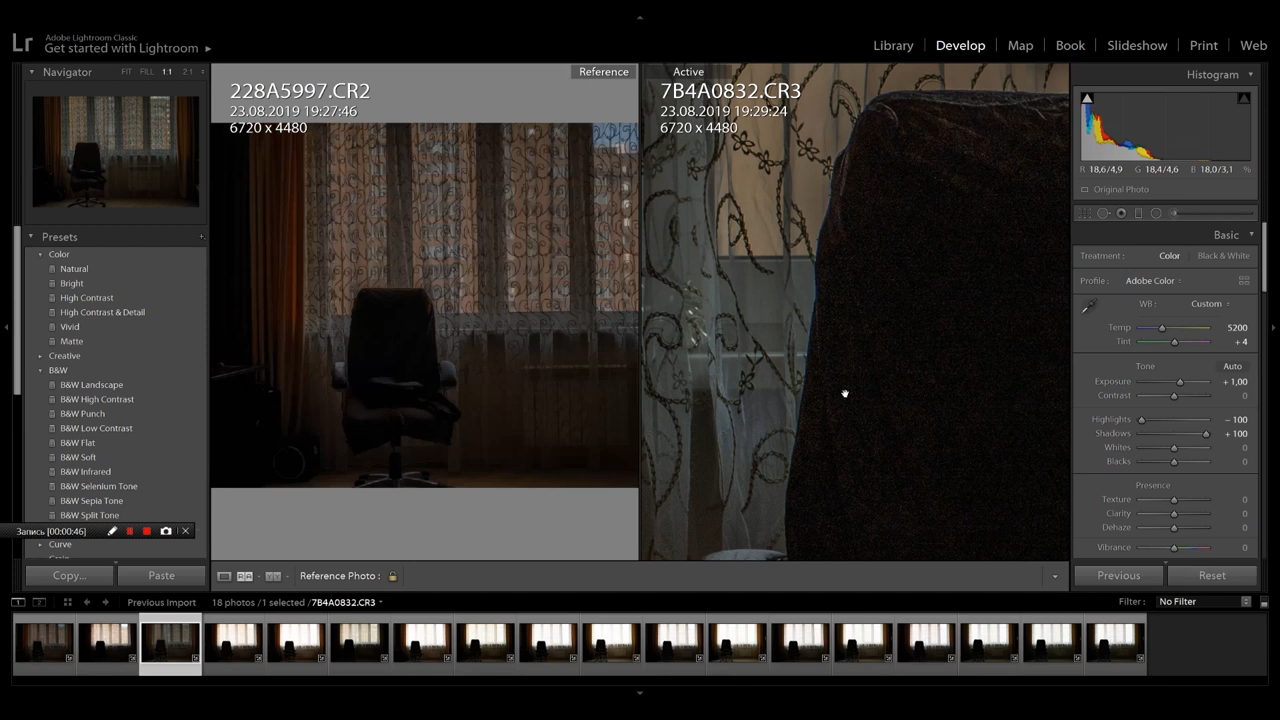 Lr
Adobe Lightroom Classic
Get started with Lightroom ▶
Library | Develop | Map | Book | Slideshow | Print | Web
Navigator FIT FILL 1:1 2:1
Reference
228A5997.CR2
23.08.2019 19:27:46
6720 x 4480
Active
7B4A0832.CR3
23.08.2019 19:29:24
6720 x 4480
Histogram
R 18,6/4,9 G 18,4/4,6 B 18,0/3,1 %
Original Photo
Presets +
Color
Natural
Bright
High Contrast
High Contrast & Detail
Vivid
Matte
Creative
B&W
B&W Landscape
B&W High Contrast
B&W Punch
B&W Low Contrast
B&W Flat
B&W Soft
B&W Infrared
B&W Selenium Tone
B&W Sepia Tone
B&W Split Tone
Запись [00:00:46]
Curve
Basic
Treatment : Color Black & White
Profile : Adobe Color
WB : Custom
Temp 5200
Tint + 4
Tone Auto
Exposure + 1,00
Contrast 0
Highlights − 100
Shadows + 100
Whites 0
Blacks 0
Presence
Texture 0
Clarity 0
Dehaze 0
Vibrance 0
Copy... Paste
RA YY Reference Photo :
Previous Reset
1 2 Previous Import 18 photos /1 selected /7B4A0832.CR3
Filter : No Filter